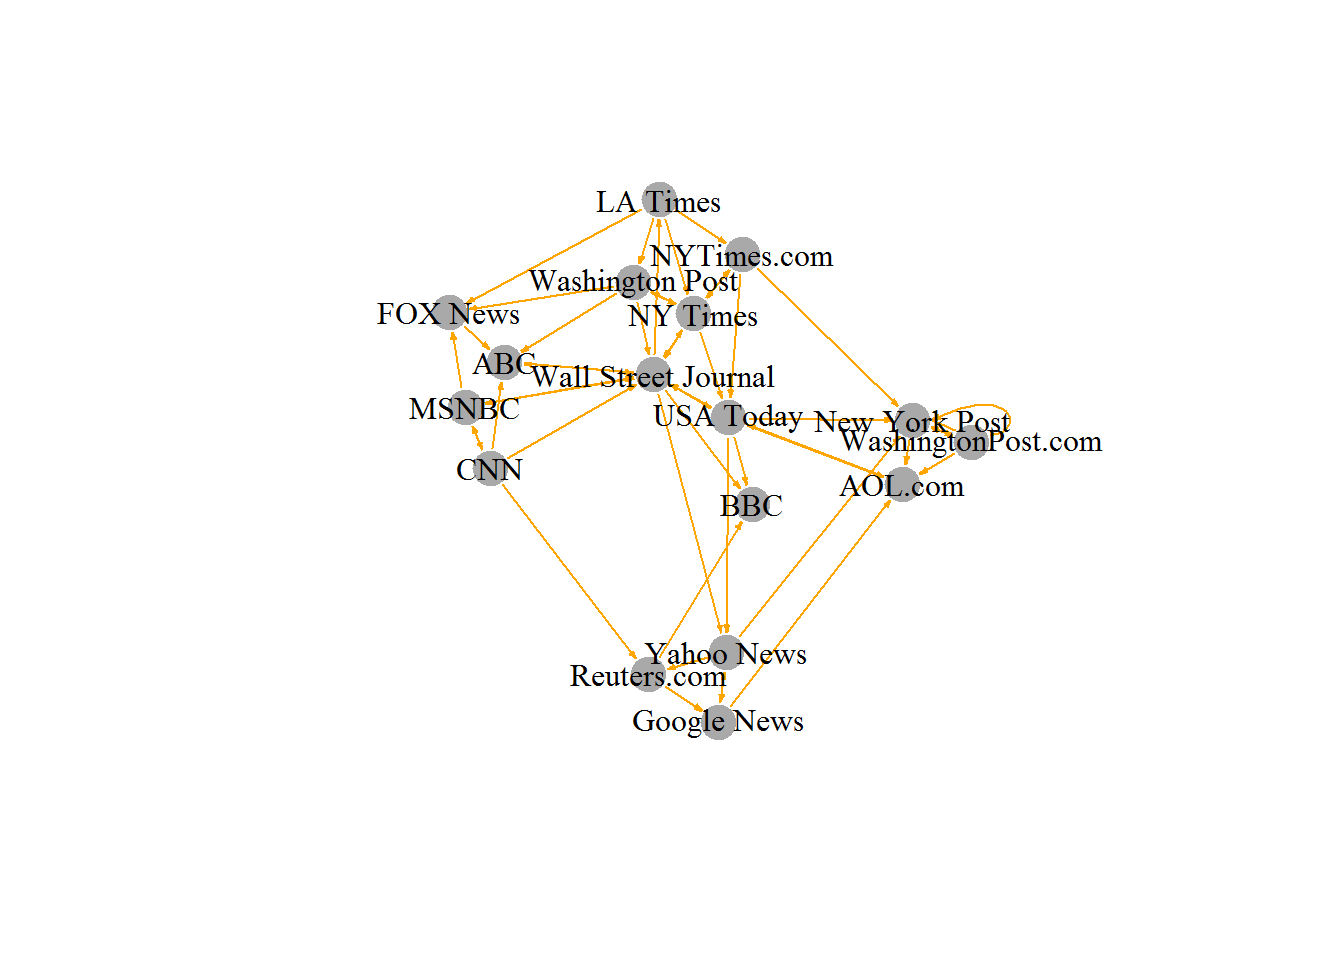 LA Times
NYTimes.com
Washington Post
FOX News
NY Times
ABC
Wall Street Journal
MSNBC
USA Today
New York Post
WashingtonPost.com
CNN
AOL.com
BBC
Yahoo News
Reuters.com
Google News